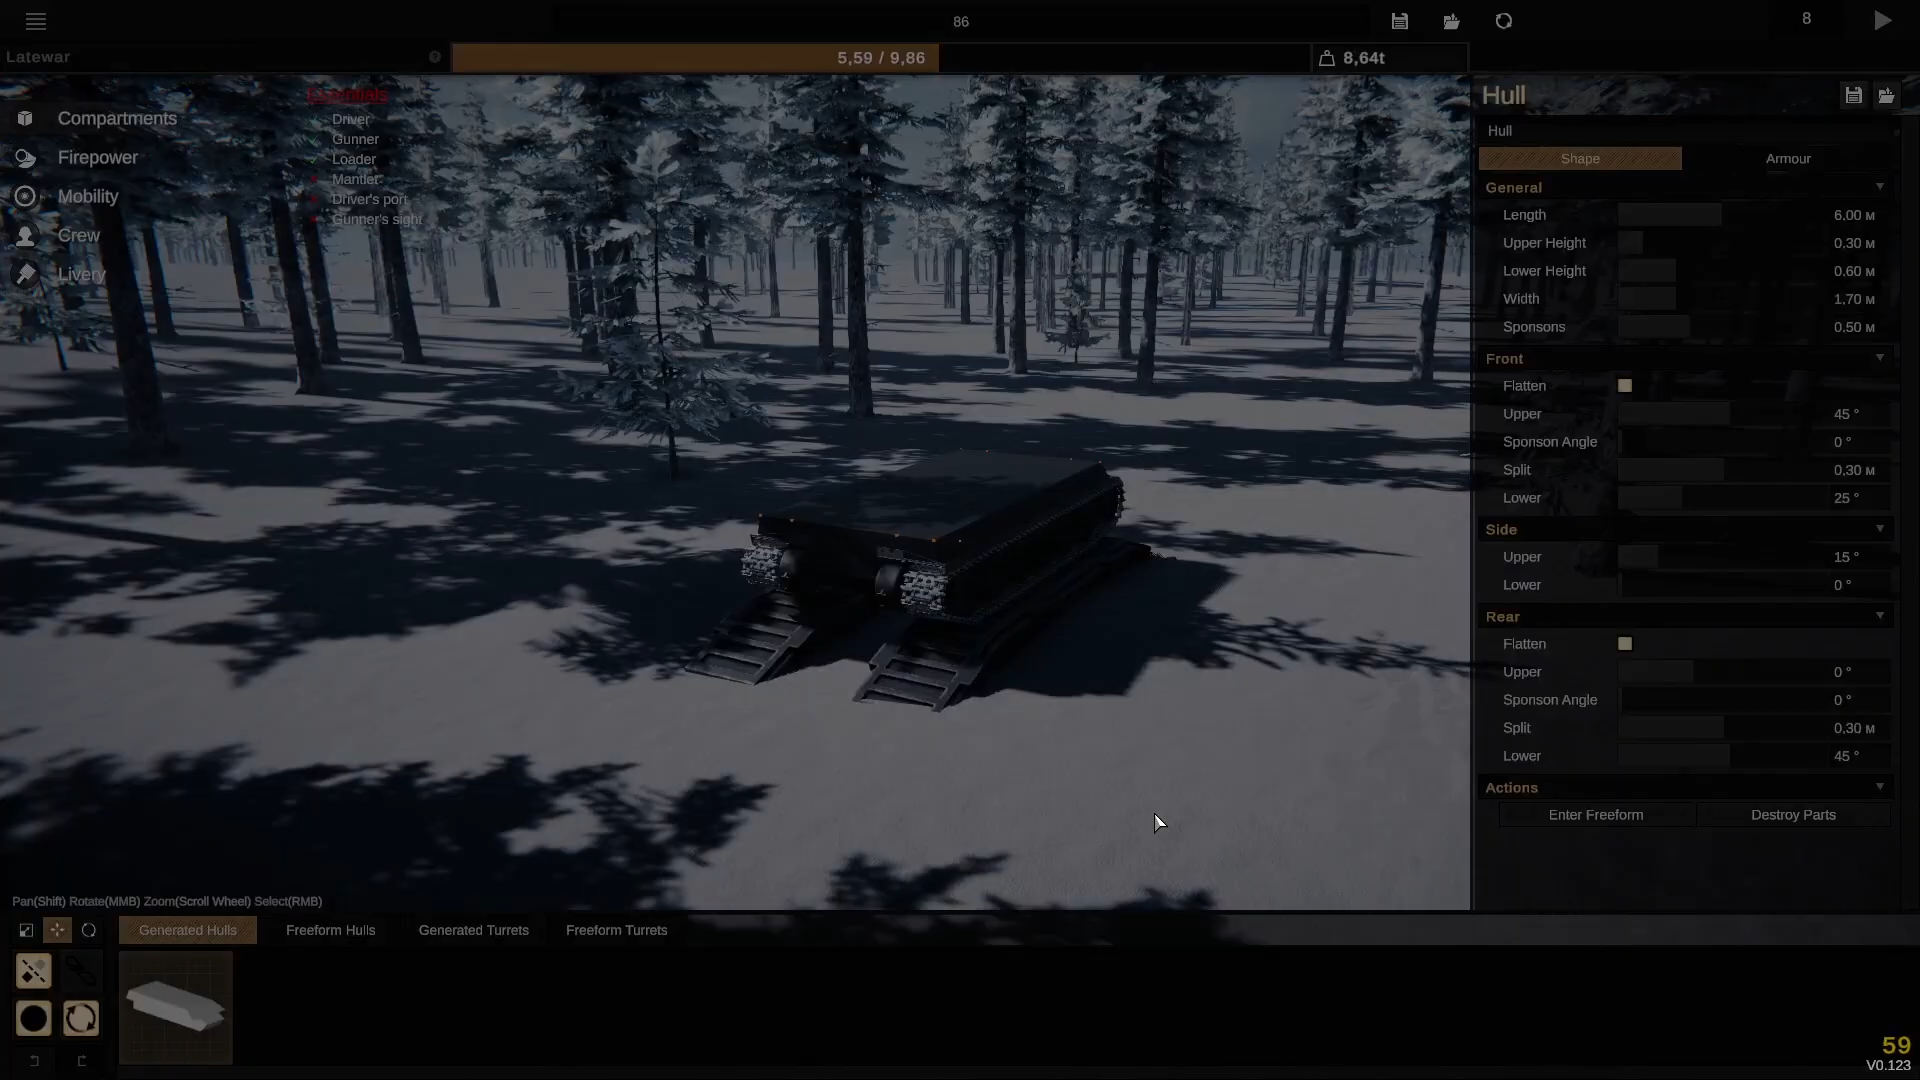 86
8
Latewar
5,59 / 9,86
8,64t
Compartments
Firepower
Mobility
Crew
Livery
Essentials
Driver
Gunner
Loader
Mantlet
Driver's port
Gunner's sight
Hull
Hull
Shape
Armour
General
Length 6.00 M
Upper Height 0.30 M
Lower Height 0.60 M
Width 1,70 M
Sponsons 0.50 M
Front
Flatten
Upper 45 °
Sponson Angle 0 °
Split 0,30 M
Lower 25 °
Side
Upper 15 °
Lower 0 °
Rear
Flatten
Upper 0 °
Sponson Angle 0 °
Split 0,30 M
Lower 45 °
Actions
Enter Freeform
Destroy Parts
Pan(Shift) Rotate(MMB) Zoom(Scroll Wheel) Select(RMB)
Generated Hulls
Freeform Hulls
Generated Turrets
Freeform Turrets
59
V0.123